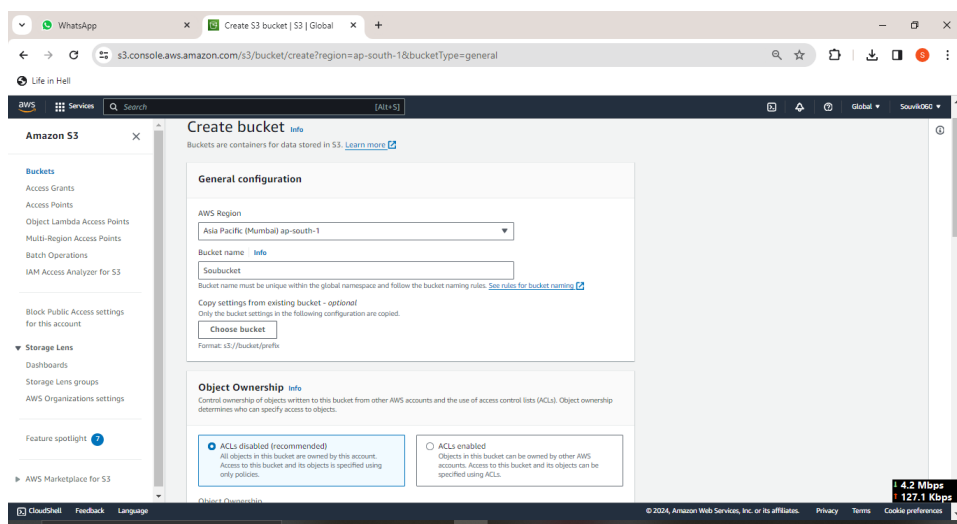 WhatsApp
Create S3 bucket | S3 | Global
s3.console.aws.amazon.com/s3/bucket/create?region=ap-south-1&bucketType=general
S
Life in Hell
aws
Services
Search
[Alt+S]
Global
Souvik060
Amazon S3
Buckets
Access Grants
Access Points
Object Lambda Access Points
Multi-Region Access Points
Batch Operations
IAM Access Analyzer for S3
Block Public Access settings
for this account
Storage Lens
Dashboards
Storage Lens groups
AWS Organizations settings
Feature spotlight 7
AWS Marketplace for S3
Create bucket Info
Buckets are containers for data stored in S3. Learn more
General configuration
AWS Region
Asia Pacific (Mumbai) ap-south-1
Bucket name Info
Soubucket
Bucket name must be unique within the global namespace and follow the bucket naming rules. See rules for bucket naming
Copy settings from existing bucket - optional
Only the bucket settings in the following configuration are copied.
Choose bucket
Format: s3://bucket/prefix
Object Ownership Info
Control ownership of objects written to this bucket from other AWS accounts and the use of access control lists (ACLs). Object ownership
determines who can specify access to objects.
ACLs disabled (recommended)
All objects in this bucket are owned by this account.
Access to this bucket and its objects is specified using
only policies.
ACLs enabled
Objects in this bucket can be owned by other AWS
accounts. Access to this bucket and its objects can be
specified using ACLs.
Object Ownership
4.2 Mbps
127.1 Kbps
CloudShell Feedback Language
© 2024, Amazon Web Services, Inc. or its affiliates. Privacy Terms Cookie preferences